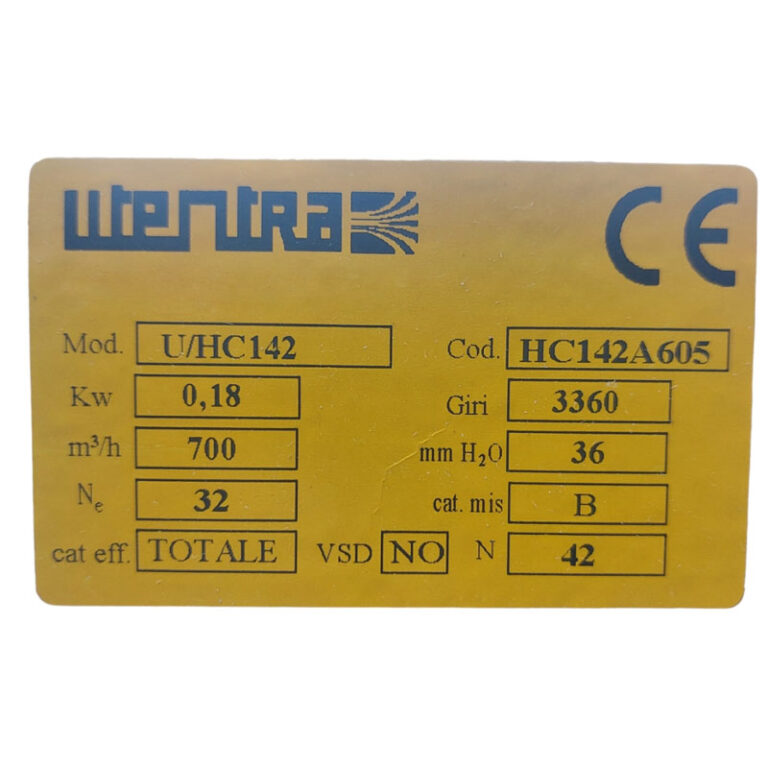 utentra CE
Mod. U/HC142 Cod. HC142A605
Kw 0,18 Giri 3360
m³/h 700 mm H₂O 36
Nₑ 32 cat. mis B
cat eff. TOTALE VSD NO N 42